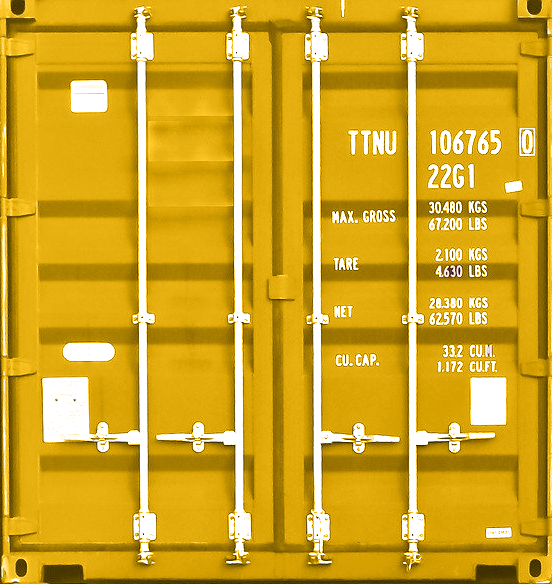 TTNU 106765 0
22G1
MAX. GROSS 30.480 KGS
67.200 LBS
TARE 2.100 KGS
4.630 LBS
NET 28.380 KGS
62.570 LBS
CU. CAP. 33.2 CU.M.
1.172 CU.FT.